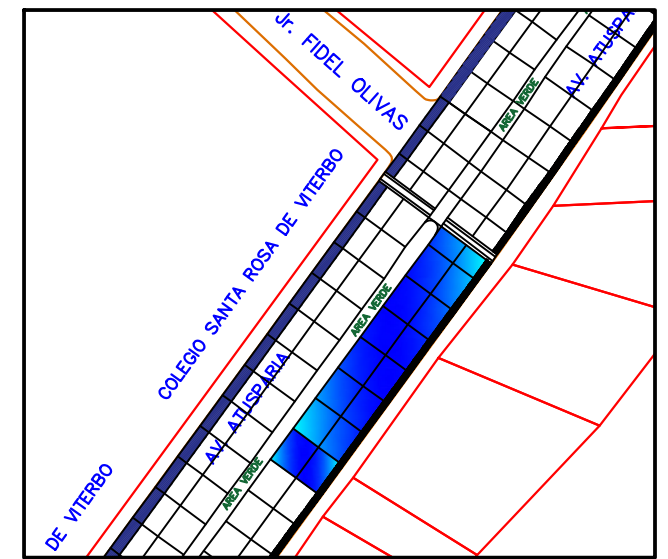 Jr. FIDEL OLIVAS
AV. ATUSPA
AREA VERDE
COLEGIO SANTA ROSA DE VITERBO
AREA VERDE
AV. ATUSPARIA
AREA VERDE
DE VITERBO